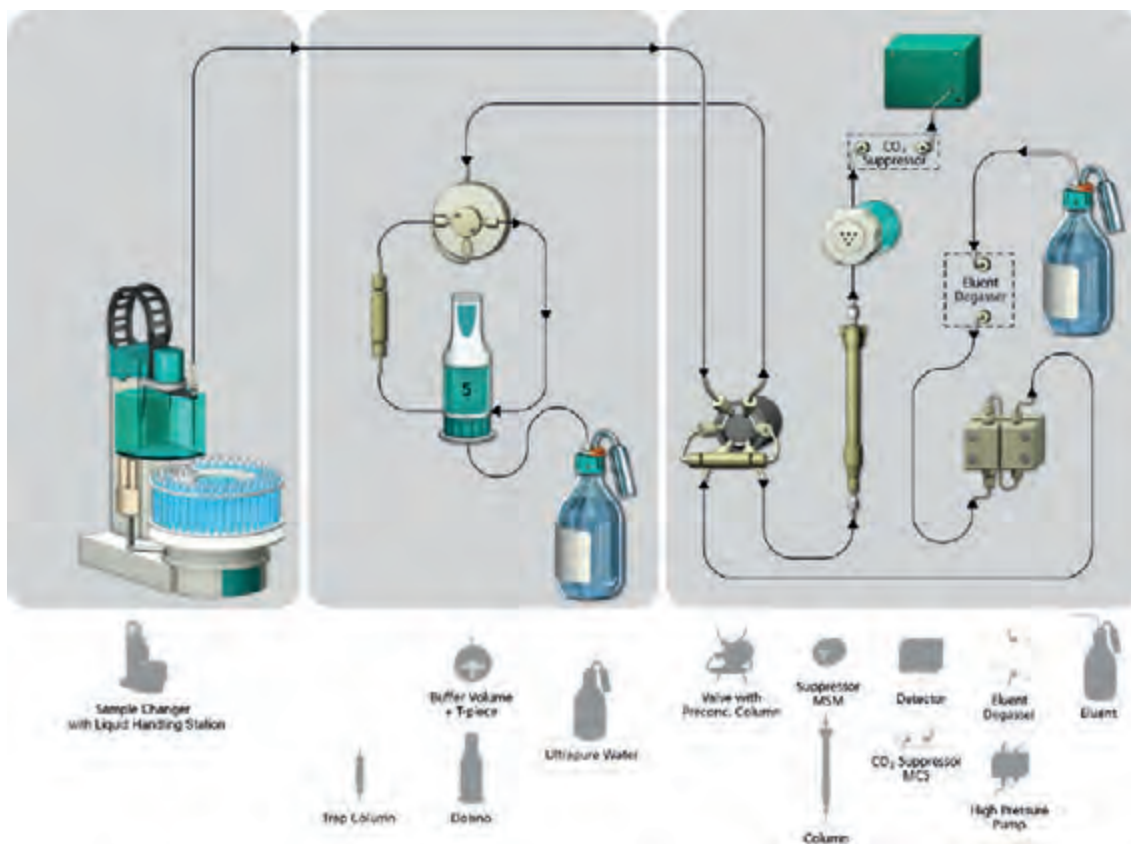 CO₂
Suppressor
Eluent
Degasser
5
Sample Changer
with Liquid Handling Station
Buffer Volume
+ T-piece
Ultrapure Water
Trap Column
Dosino
Valve with
Preconc. Column
Suppressor
MSM
Detector
Eluent
Degasser
Eluent
CO₂ Suppressor
MCS
High Pressure
Pump
Column